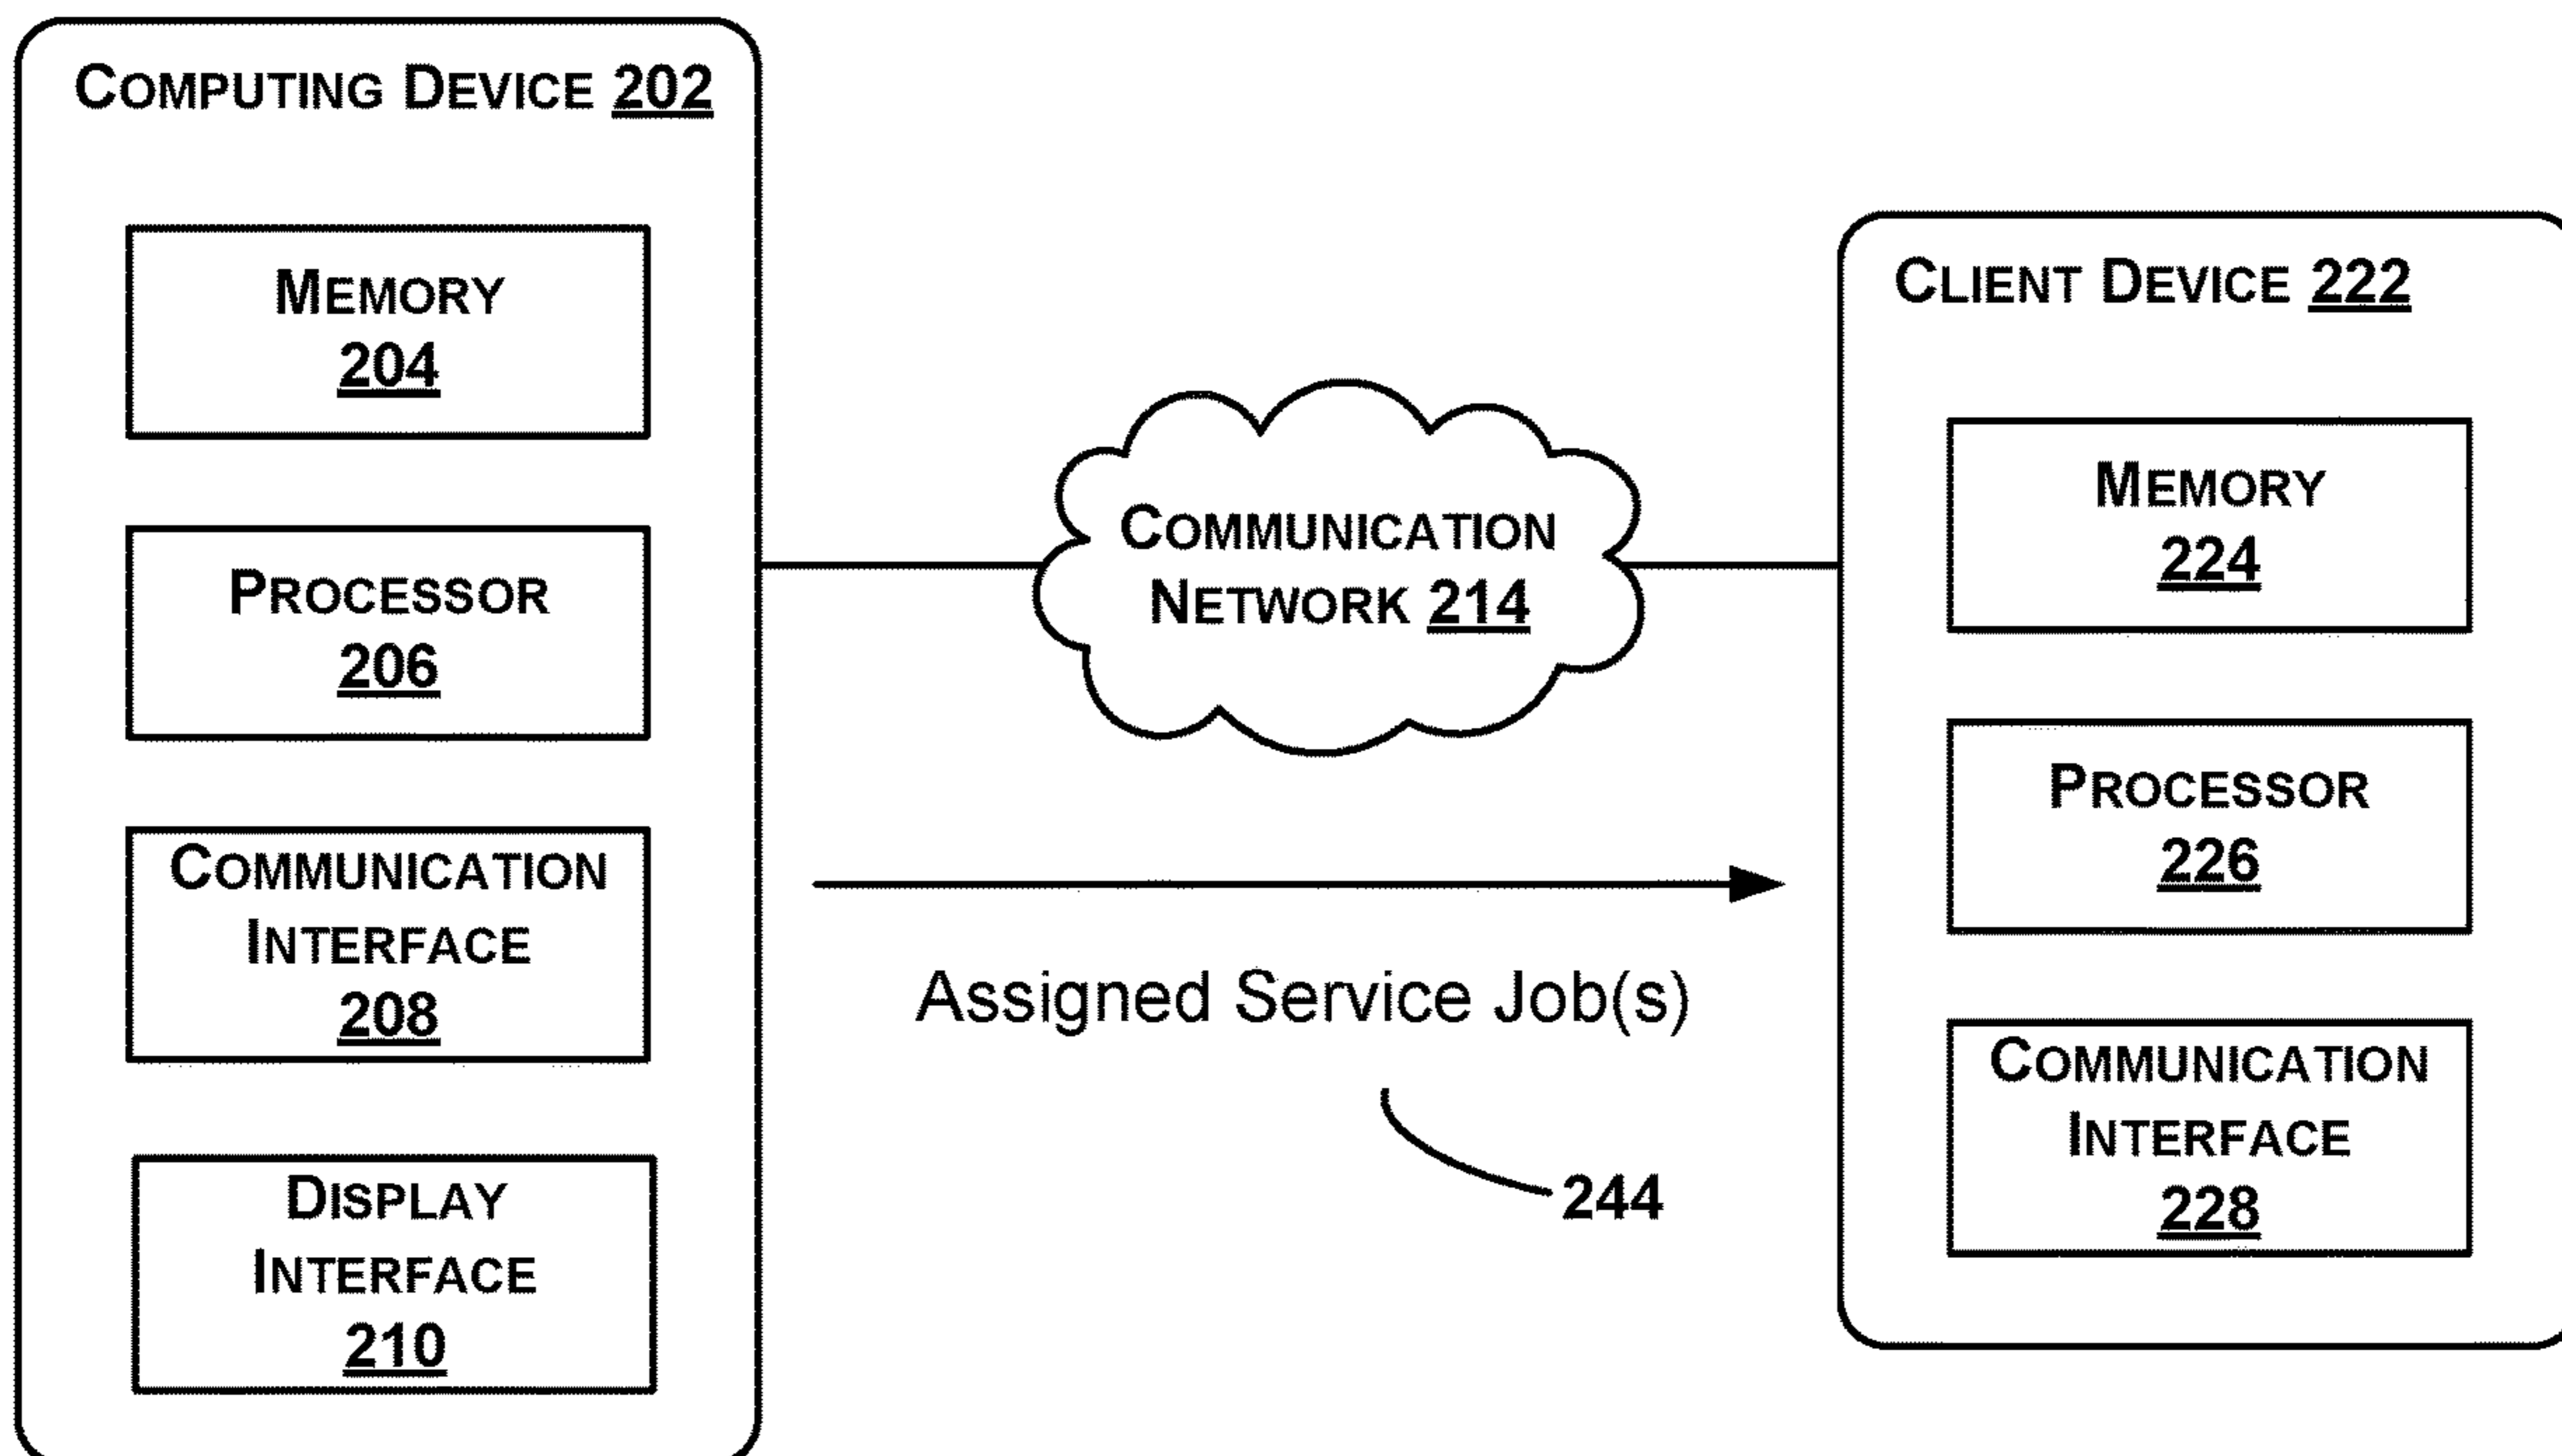 COMPUTING DEVICE 202
MEMORY
204
PROCESSOR
206
COMMUNICATION
INTERFACE
208
DISPLAY
INTERFACE
210
COMMUNICATION
NETWORK 214
Assigned Service Job(s)
244
CLIENT DEVICE 222
MEMORY
224
PROCESSOR
226
COMMUNICATION
INTERFACE
228